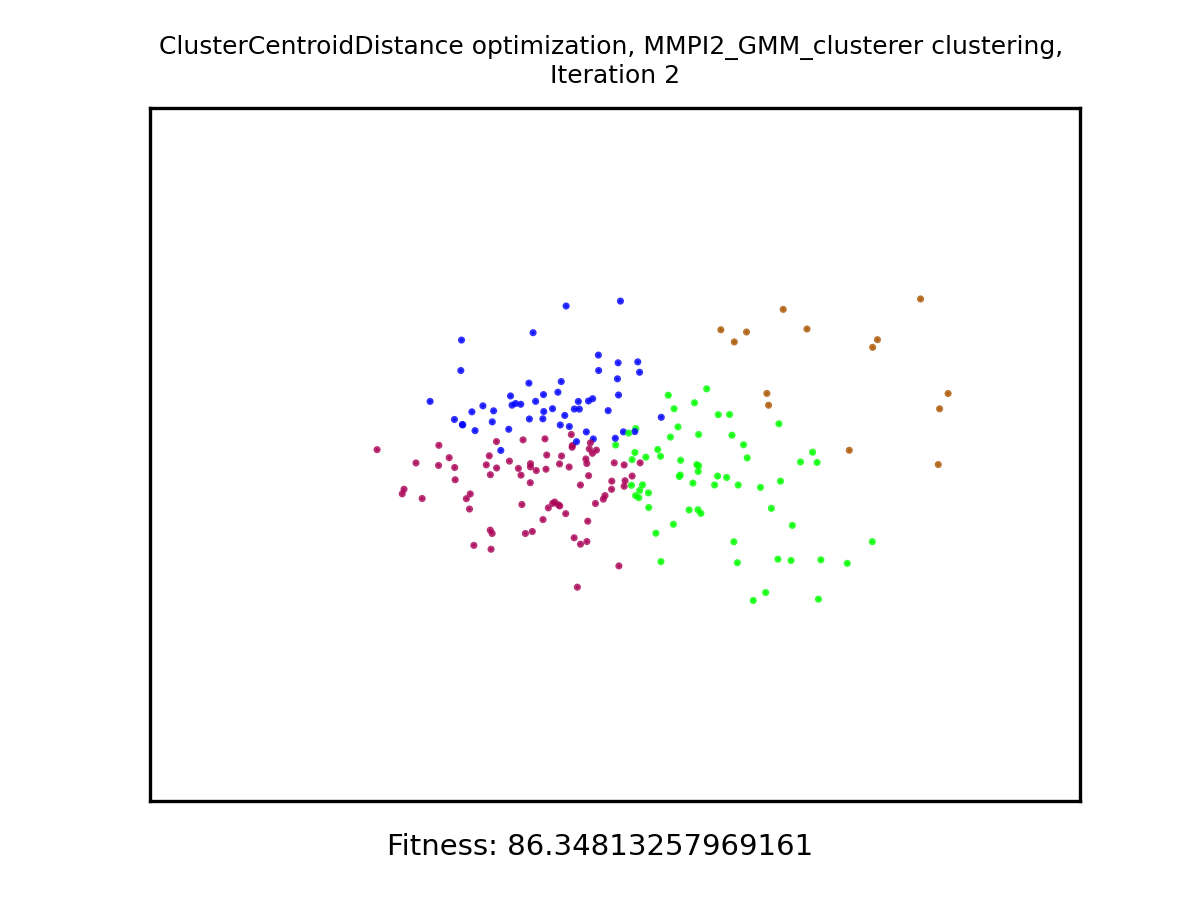 ClusterCentroidDistance optimization, MMPI2_GMM_clusterer clustering,
Iteration 2
Fitness: 86.34813257969161